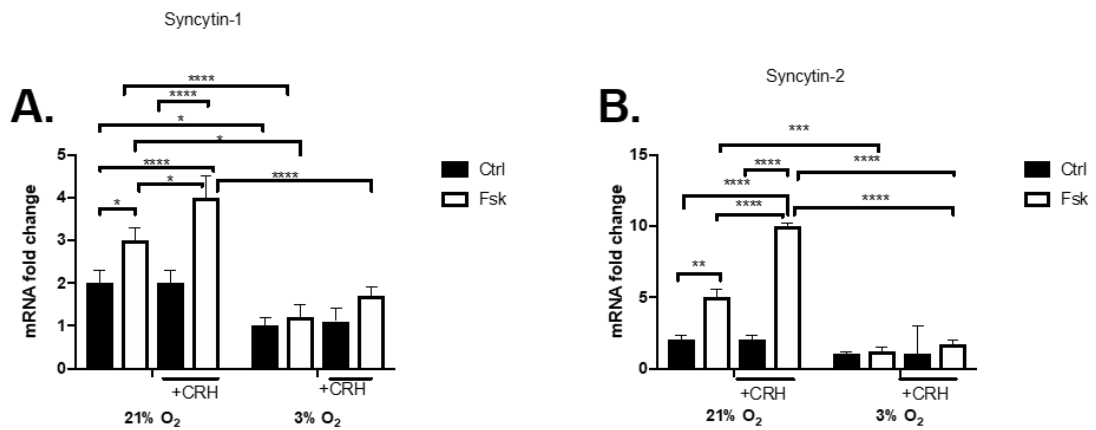 Syncytin-1
A.
****
****
*
*
****
*
****
*
mRNA fold change
5
4
3
2
1
0
+CRH
+CRH
21% O₂
3% O₂
Ctrl
Fsk
Syncytin-2
B.
***
****
****
****
****
****
**
mRNA fold change
15
10
5
0
+CRH
+CRH
21% O₂
3% O₂
Ctrl
Fsk